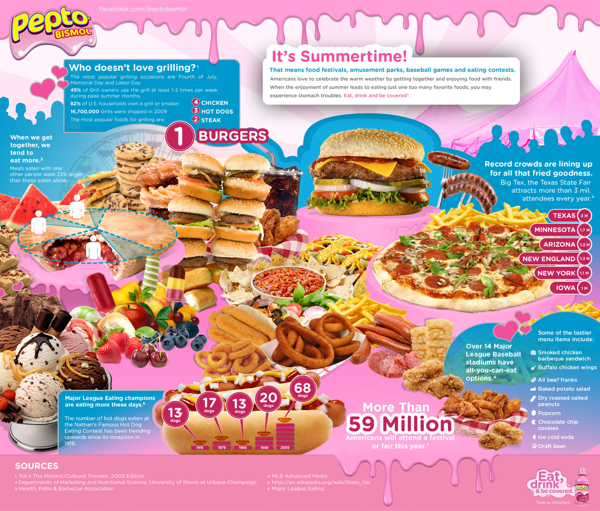 facebook.com/peptobismol
Pepto-
BISMOL
Who doesn't love grilling?
The most popular grilling occasions are Fourth of July,
Memorial Day and Labor Day.
45% of Grill owners use the grill at least 1-2 times per week
during peak summer months.
82% of U.S. households own a grill or smoker.
16,700,000 Grills were shipped in 2009
The most popular foods for grilling are:
4 CHICKEN
3 HOT DOGS
2 STEAK
1 BURGERS
It's Summertime!
That means food festivals, amusement parks, baseball games and eating contests.
Americans love to celebrate the warm weather by getting together and enjoying food with friends.
When the enjoyment of summer leads to eating just one too many favorite foods, you may
experience stomach troubles. Eat, drink and be covered*.
When we get
together, we
tend to
eat more.
Meals eaten with one
other person were 33% larger
than those eaten alone.
Record crowds are lining up
for all that fried goodness.
Big Tex, the Texas State Fair
attracts more than 3 mil.
attendees every year.
TEXAS 3 M
MINNESOTA 1.7 M
ARIZONA
NEW ENGLAND
NEW YORK
IOWA 1 M
Major League Eating champions
are eating more these days.
The number of hot dogs eaten at
the Nathan's Famous Hot Dog
Eating Contest has been trending
upwards since its inception in
1916.
13 dogs
17 dogs
13 dogs
20 dogs
68 dogs
2009
More Than
59 Million
Americans will attend a festival
or fair this year.
Over 14 Major
League Baseball
stadiums have
all-you-can-eat
options.
Some of the tastier
menu items include:
Smoked chicken
barbeque sandwich
Buffalo chicken wings
All beef franks
Baked potato salad
Dry roasted salted
peanuts
Popcorn
Chocolate chip
cookies
Ice cold soda
Draft beer
SOURCES
• TIA's The Historic/Cultural Traveler, 2003 Edition
• Departments of Marketing and Nutritional Science, University of Illinois at Urbana-Champaign
• Hearth, Patio & Barbecue Association
• MLB Advanced Media
• http://en.wikipedia.org/wiki/State_fair
• Major League Eating
Eat,
drink
& be covered.
*Use as directed